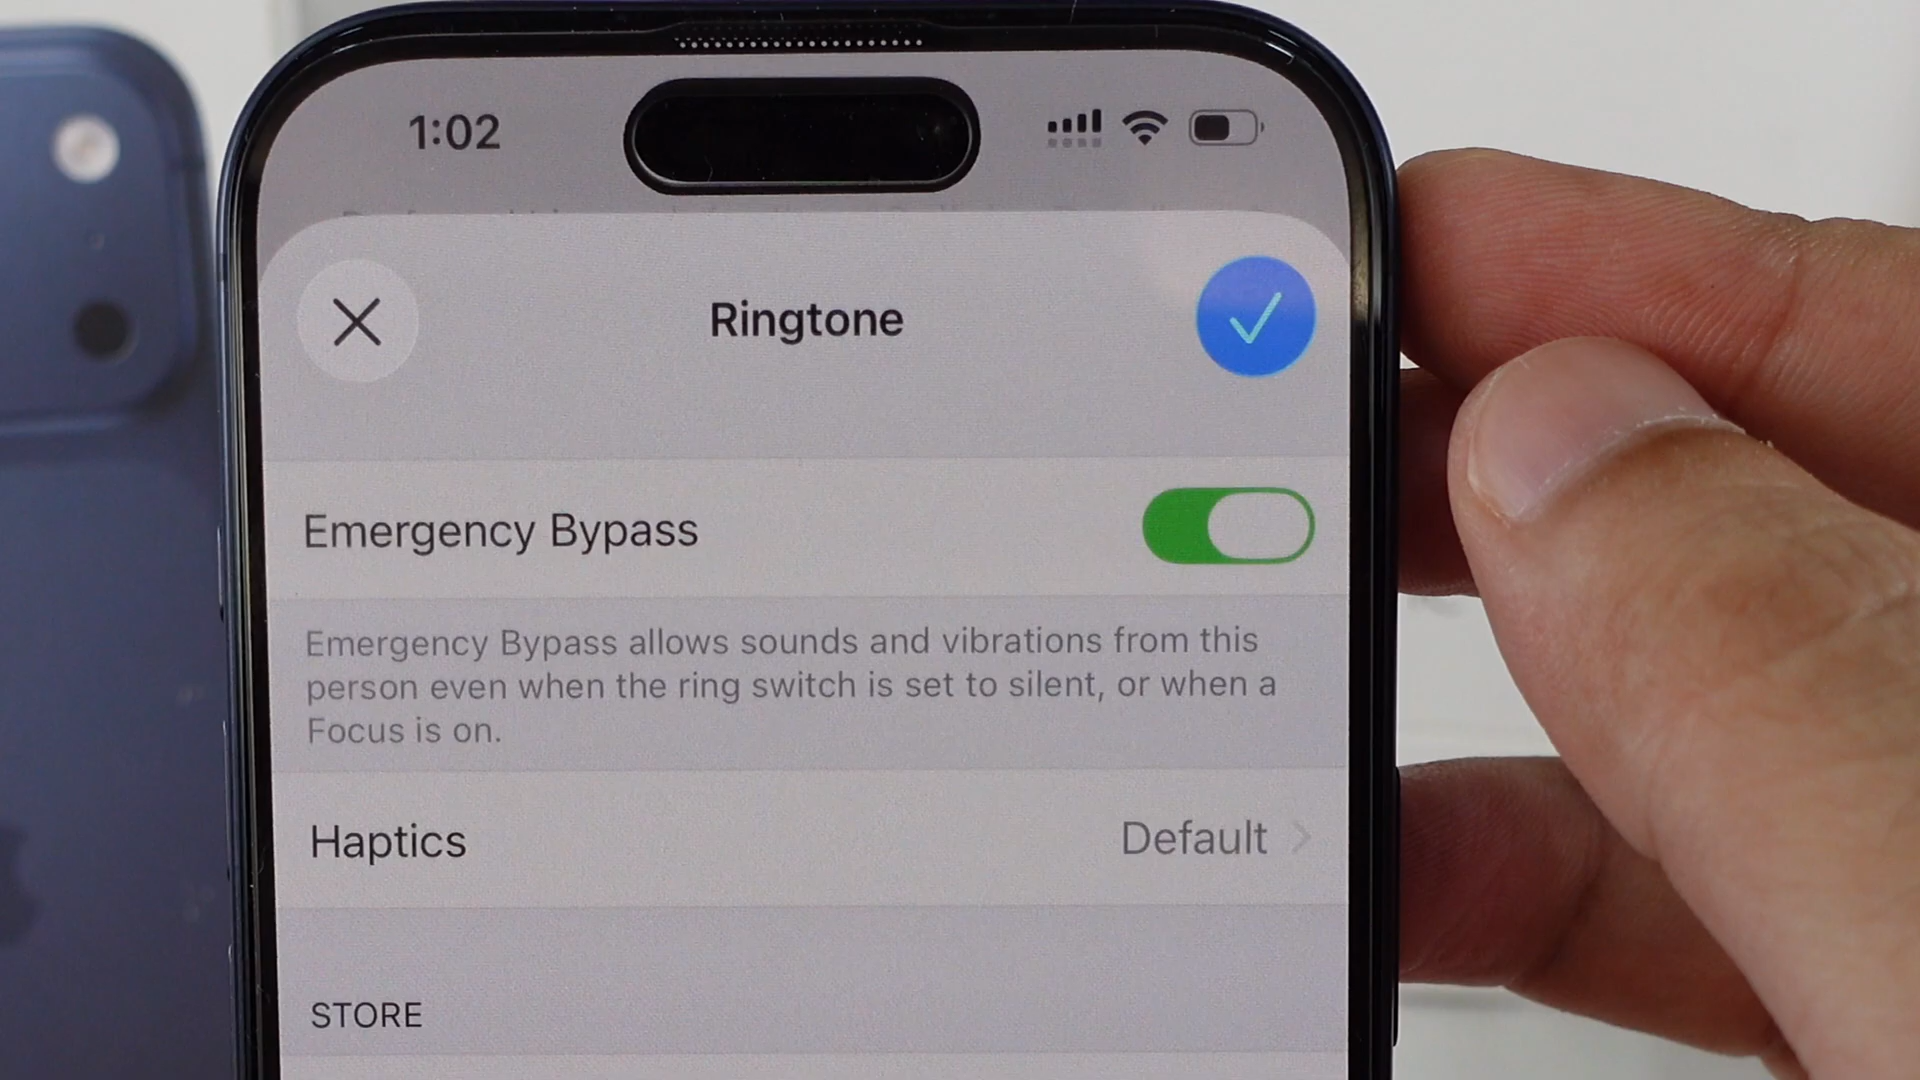 1:02
Ringtone
Emergency Bypass
Emergency Bypass allows sounds and vibrations from this
person even when the ring switch is set to silent, or when a
Focus is on.
Haptics
Default
STORE